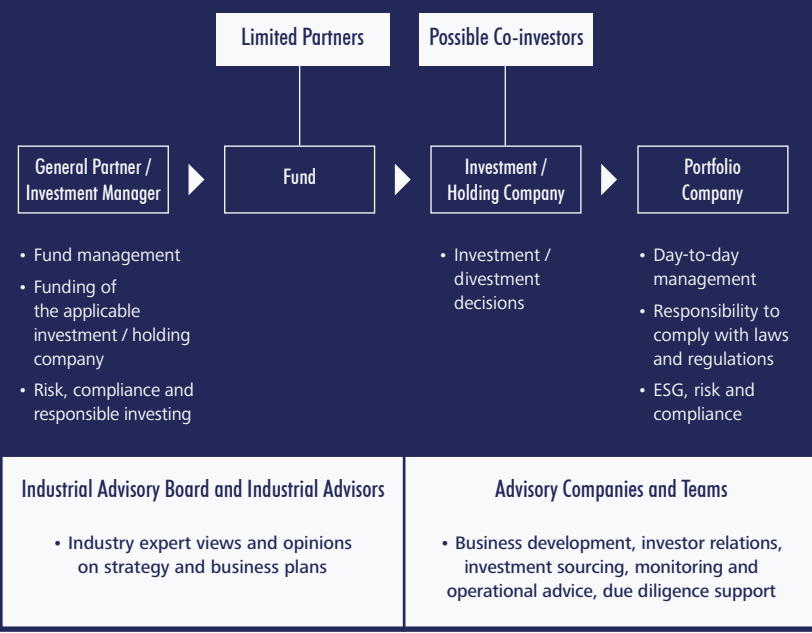 Limited Partners
Possible Co-investors
General Partner /
Investment Manager
Fund
Investment /
Holding Company
Portfolio
Company
• Fund management
• Funding of
the applicable
investment / holding
company
• Risk, compliance and
responsible investing
• Investment /
divestment
decisions
• Day-to-day
management
• Responsibility to
comply with laws
and regulations
• ESG, risk and
compliance
Industrial Advisory Board and Industrial Advisors
• Industry expert views and opinions
on strategy and business plans
Advisory Companies and Teams
• Business development, investor relations,
investment sourcing, monitoring and
operational advice, due diligence support